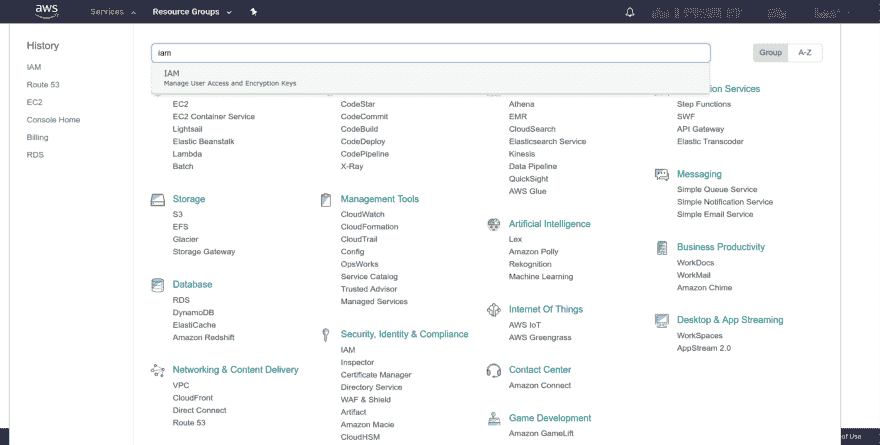 aws
Services
Resource Groups
History
IAM
Route 53
EC2
Console Home
Billing
RDS
iam
Group
A-Z
IAM
Manage User Access and Encryption Keys
EC2
EC2 Container Service
Lightsail
Elastic Beanstalk
Lambda
Batch
Storage
S3
EFS
Glacier
Storage Gateway
Database
RDS
DynamoDB
ElastiCache
Amazon Redshift
Networking & Content Delivery
VPC
CloudFront
Direct Connect
Route 53
CodeStar
CodeCommit
CodeBuild
CodeDeploy
CodePipeline
X-Ray
Management Tools
CloudWatch
CloudFormation
CloudTrail
Config
OpsWorks
Service Catalog
Trusted Advisor
Managed Services
Security, Identity & Compliance
IAM
Inspector
Certificate Manager
Directory Service
WAF & Shield
Artifact
Amazon Macie
CloudHSM
Athena
EMR
CloudSearch
Elasticsearch Service
Kinesis
Data Pipeline
QuickSight
AWS Glue
Artificial Intelligence
Lex
Amazon Polly
Rekognition
Machine Learning
Internet Of Things
AWS IoT
AWS Greengrass
Contact Center
Amazon Connect
Game Development
Amazon GameLift
Services
Step Functions
SWF
API Gateway
Elastic Transcoder
Messaging
Simple Queue Service
Simple Notification Service
Simple Email Service
Business Productivity
WorkDocs
WorkMail
Amazon Chime
Desktop & App Streaming
WorkSpaces
AppStream 2.0
of Use